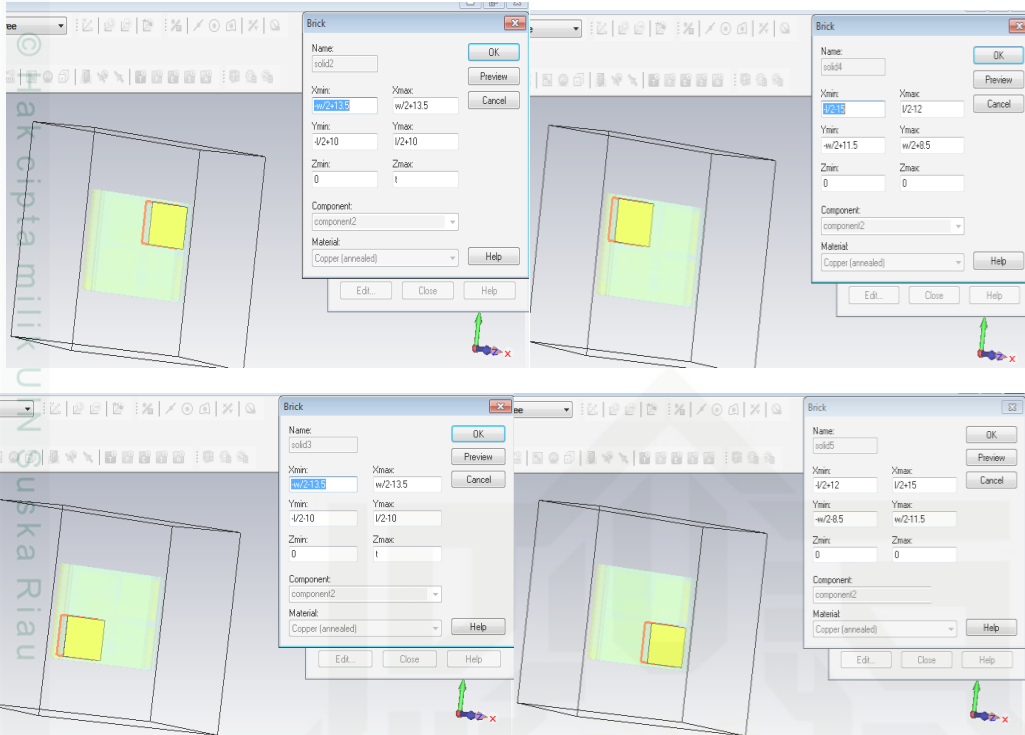 ree
Brick
Name:
solid2
OK
Preview
Cancel
Xmin:
Xmax:
-w/2+13.5
w/2+13.5
Ymin:
Ymax:
-l/2+10
l/2+10
Zmin:
Zmax:
0
t
Component:
component2
Material:
Copper (annealed)
Help
Edit...
Close
Help
z
x
Brick
Name:
solid4
OK
Preview
Cancel
Xmin:
Xmax:
-l/2-15
l/2-12
Ymin:
Ymax:
-w/2+11.5
w/2+8.5
Zmin:
Zmax:
0
0
Component:
component2
Material:
Copper (annealed)
Help
Edit...
Close
Help
z
x
Brick
Name:
solid3
OK
Preview
Cancel
Xmin:
Xmax:
-w/2-13.5
w/2-13.5
Ymin:
Ymax:
-l/2-10
l/2-10
Zmin:
Zmax:
0
t
Component:
component2
Material:
Copper (annealed)
Help
Edit...
Close
Help
z
x
ee
Brick
Name:
solid5
OK
Preview
Cancel
Xmin:
Xmax:
-l/2+12
l/2+15
Ymin:
Ymax:
-w/2-8.5
w/2-11.5
Zmin:
Zmax:
0
0
Component:
component2
Material:
Copper (annealed)
Help
Edit...
Close
Help
z
x
© Hak cipta milik UIN Suska Riau